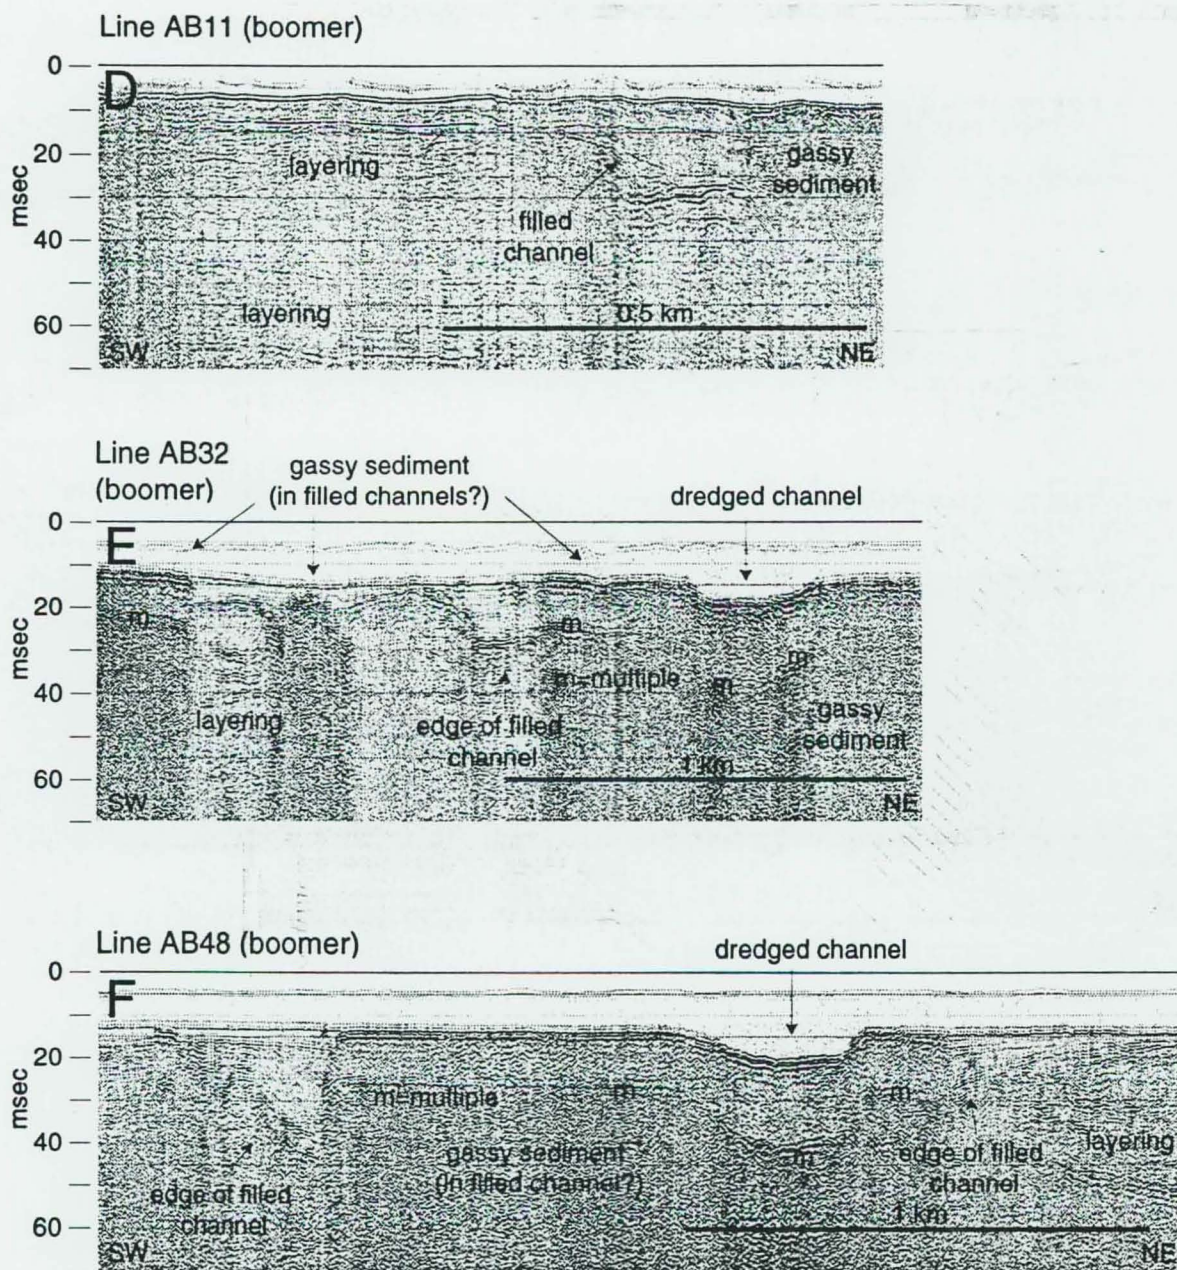 Line AB11 (boomer)
0
D
20
40
60
msec
layering
gassy
sediment
filled
channel
layering
0.5 km
SW
NE
Line AB32
(boomer)
gassy sediment
(in filled channels?)
dredged channel
0
E
20
40
60
msec
m
m
m
m
m=multiple
layering
edge of filled
channel
gassy
sediment
1 km
SW
NE
Line AB48 (boomer)
dredged channel
0
F
20
40
60
msec
m=multiple
m
m
m
gassy sediment
(in filled channel?)
edge of filled
channel
layering
edge of filled
channel
1 km
SW
NE